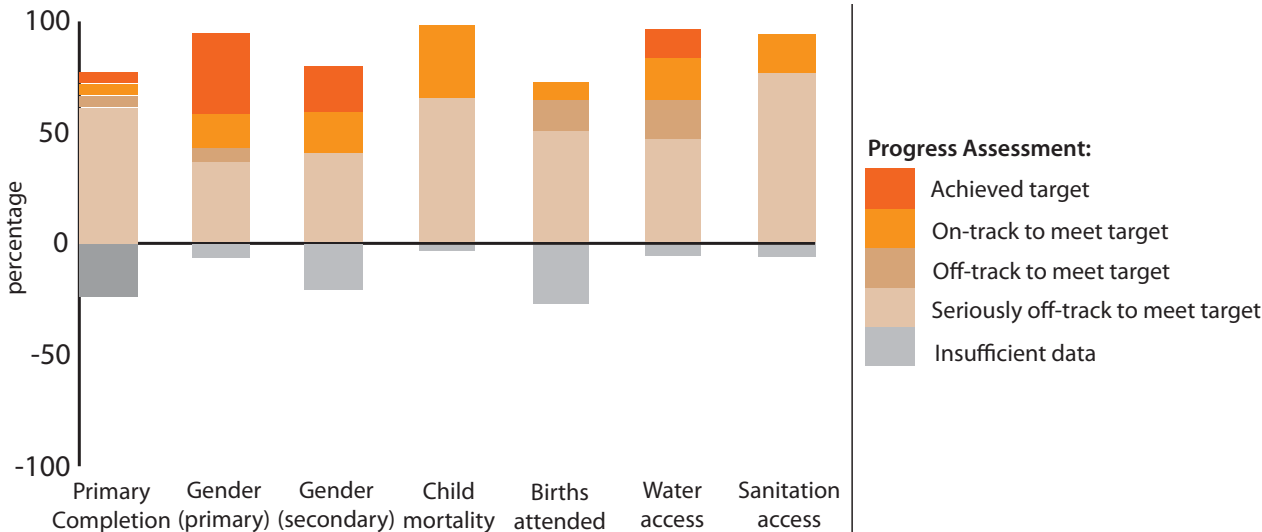 100
50
0
-50
-100
percentage
Primary
Completion
Gender
(primary)
Gender
(secondary)
Child
mortality
Births
attended
Water
access
Sanitation
access
Progress Assessment:
Achieved target
On-track to meet target
Off-track to meet target
Seriously off-track to meet target
Insufficient data